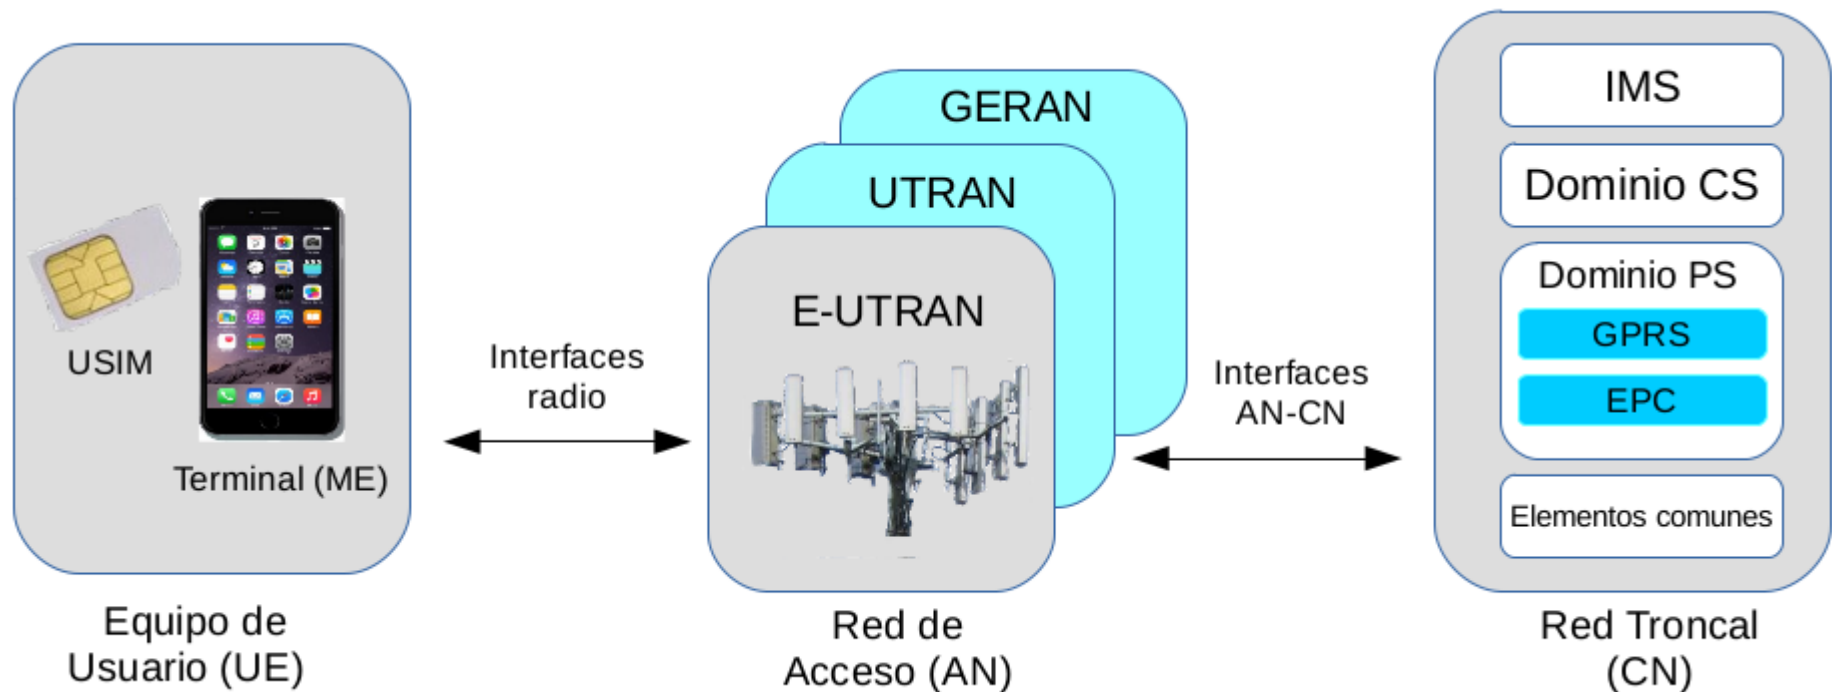 USIM
Terminal (ME)
Equipo de
Usuario (UE)
Interfaces
radio
GERAN
UTRAN
E-UTRAN
Red de
Acceso (AN)
Interfaces
AN-CN
IMS
Dominio CS
Dominio PS
GPRS
EPC
Elementos comunes
Red Troncal
(CN)